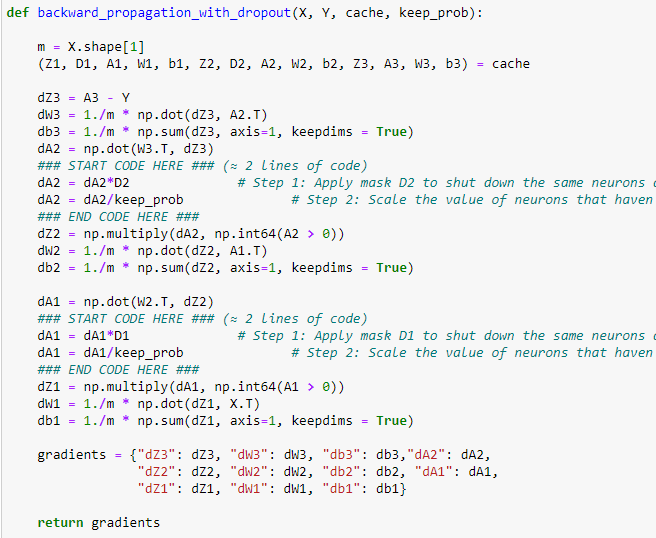 def backward_propagation_with_dropout(X, Y, cache, keep_prob):
m = X.shape[1]
(Z1, D1, A1, W1, b1, Z2, D2, A2, W2, b2, Z3, A3, W3, b3) = cache
dZ3 = A3 - Y
dW3 = 1./m * np.dot(dZ3, A2.T)
db3 = 1./m * np.sum(dZ3, axis=1, keepdims = True)
dA2 = np.dot(W3.T, dZ3)
### START CODE HERE ### (≈ 2 lines of code)
dA2 = dA2*D2 # Step 1: Apply mask D2 to shut down the same neurons
dA2 = dA2/keep_prob # Step 2: Scale the value of neurons that haven
### END CODE HERE ###
dZ2 = np.multiply(dA2, np.int64(A2 > 0))
dW2 = 1./m * np.dot(dZ2, A1.T)
db2 = 1./m * np.sum(dZ2, axis=1, keepdims = True)
dA1 = np.dot(W2.T, dZ2)
### START CODE HERE ### (≈ 2 lines of code)
dA1 = dA1*D1 # Step 1: Apply mask D1 to shut down the same neurons
dA1 = dA1/keep_prob # Step 2: Scale the value of neurons that haven
### END CODE HERE ###
dZ1 = np.multiply(dA1, np.int64(A1 > 0))
dW1 = 1./m * np.dot(dZ1, X.T)
db1 = 1./m * np.sum(dZ1, axis=1, keepdims = True)
gradients = {"dZ3": dZ3, "dW3": dW3, "db3": db3,"dA2": dA2,
"dZ2": dZ2, "dW2": dW2, "db2": db2, "dA1": dA1,
"dZ1": dZ1, "dW1": dW1, "db1": db1}
return gradients